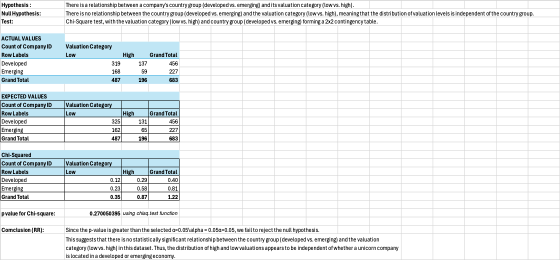 Hypothesis : There is a relationship between a company's country group (developed vs. emerging) and its valuation category (low vs. high).
Null Hypothesis: There is no relationship between the country group (developed vs. emerging) and the valuation category (low vs. high), meaning that the distribution of valuation levels is independent of the country group.
Test: Chi-Square test, with the valuation category (low vs. high) and country group (developed vs. emerging) forming a 2x2 contingency table.
ACTUAL VALUES
Count of Company ID Valuation Category
Row Labels Low High Grand Total
Developed 319 137 456
Emerging 168 59 227
Grand Total 487 196 683
EXPECTED VALUES
Count of Company ID Valuation Category
Row Labels Low High Grand Total
Developed 325 131 456
Emerging 162 65 227
Grand Total 487 196 683
Chi-Squared
Count of Company ID Valuation Category
Row Labels Low High Grand Total
Developed 0.12 0.29 0.40
Emerging 0.23 0.58 0.81
Grand Total 0.35 0.87 1.22
p value for Chi-square: 0.270050395 using chisq.test function
Comclusion (RR): Since the p-value is greater than the selected α=0.05\alpha = 0.05α=0.05, we fail to reject the null hypothesis.
This suggests that there is no statistically significant relationship between the country group (developed vs. emerging) and the valuation
category (low vs. high) in this dataset. Thus, the distribution of high and low valuations appears to be independent of whether a unicorn company
is located in a developed or emerging economy.